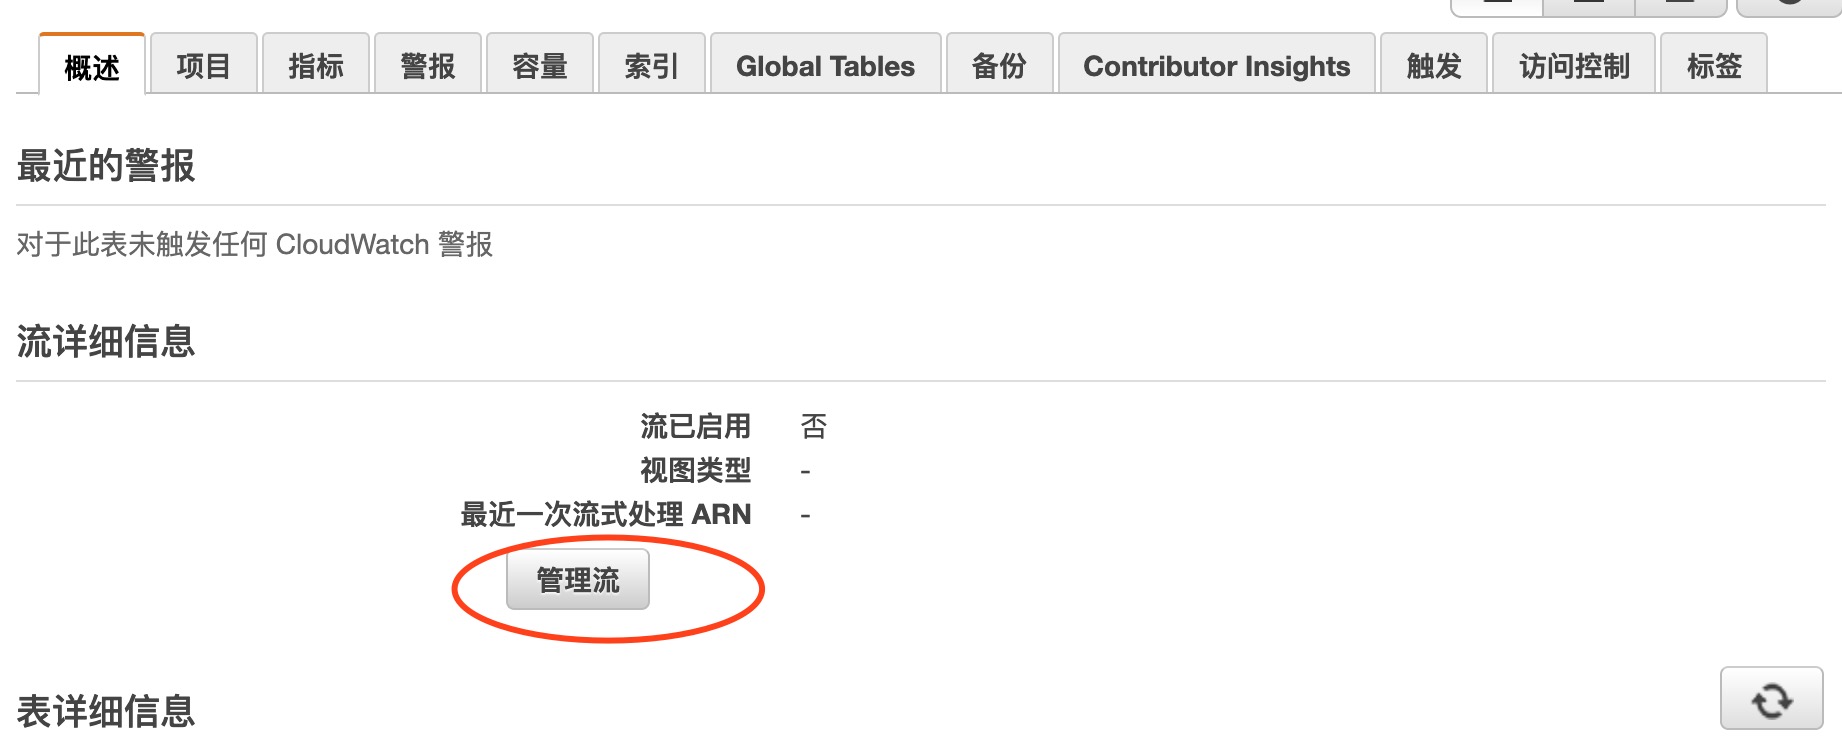 概述 项目 指标 警报 容量 索引 Global Tables 备份 Contributor Insights 触发 访问控制 标签
最近的警报
对于此表未触发任何 CloudWatch 警报
流详细信息
流已启用 否
视图类型 -
最近一次流式处理 ARN -
管理流
表详细信息